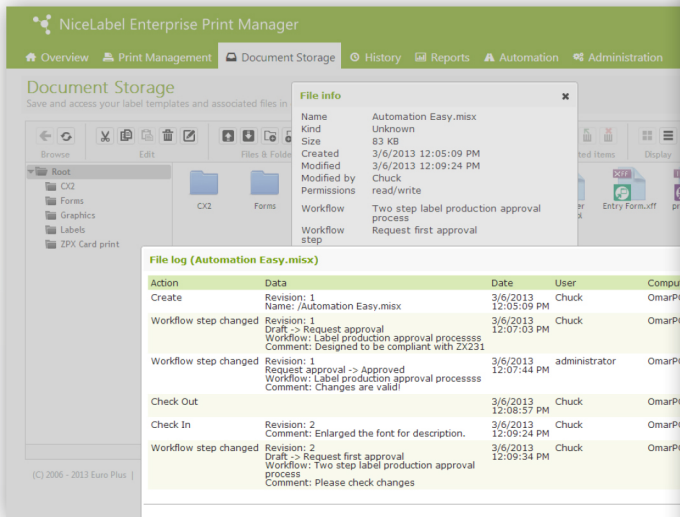 NiceLabel Enterprise Print Manager
Overview Print Management Document Storage History Reports Automation Administration
Document Storage
Save and access your label templates and associated files in
Browse Edit Files & Folde ted Items Display
Root
CX2
Forms
Graphics
Labels
ZPX Card print
CX2 Forms Entry Form.xff
File info
Name Automation Easy.misx
Kind Unknown
Size 83 KB
Created 3/6/2013 12:05:09 PM
Modified 3/6/2013 12:09:24 PM
Modified by Chuck
Permissions read/write
Workflow Two step label production approval
process
Workflow Request first approval
step
File log (Automation Easy.misx)
Action Data Date User Compu
Create Revision: 1 3/6/2013 Chuck OmarPC
Name: /Automation Easy.misx 12:05:09 PM
Workflow step changed Revision: 1 3/6/2013 Chuck OmarPC
Draft -> Request approval 12:07:03 PM
Workflow: Label production approval processss
Comment: Designed to be compliant with ZX231
Workflow step changed Revision: 1 3/6/2013 administrator OmarPC
Request approval -> Approved 12:07:44 PM
Workflow: Label production approval processss
Comment: Changes are valid!
Check Out 3/6/2013 Chuck OmarPC
12:08:57 PM
Check In Revision: 2 3/6/2013 Chuck OmarPC
Comment: Enlarged the font for description. 12:09:24 PM
Workflow step changed Revision: 2 3/6/2013 Chuck OmarPC
Draft -> Request first approval 12:09:34 PM
Workflow: Two step label production approval
process
Comment: Please check changes
(C) 2006 - 2013 Euro Plus |